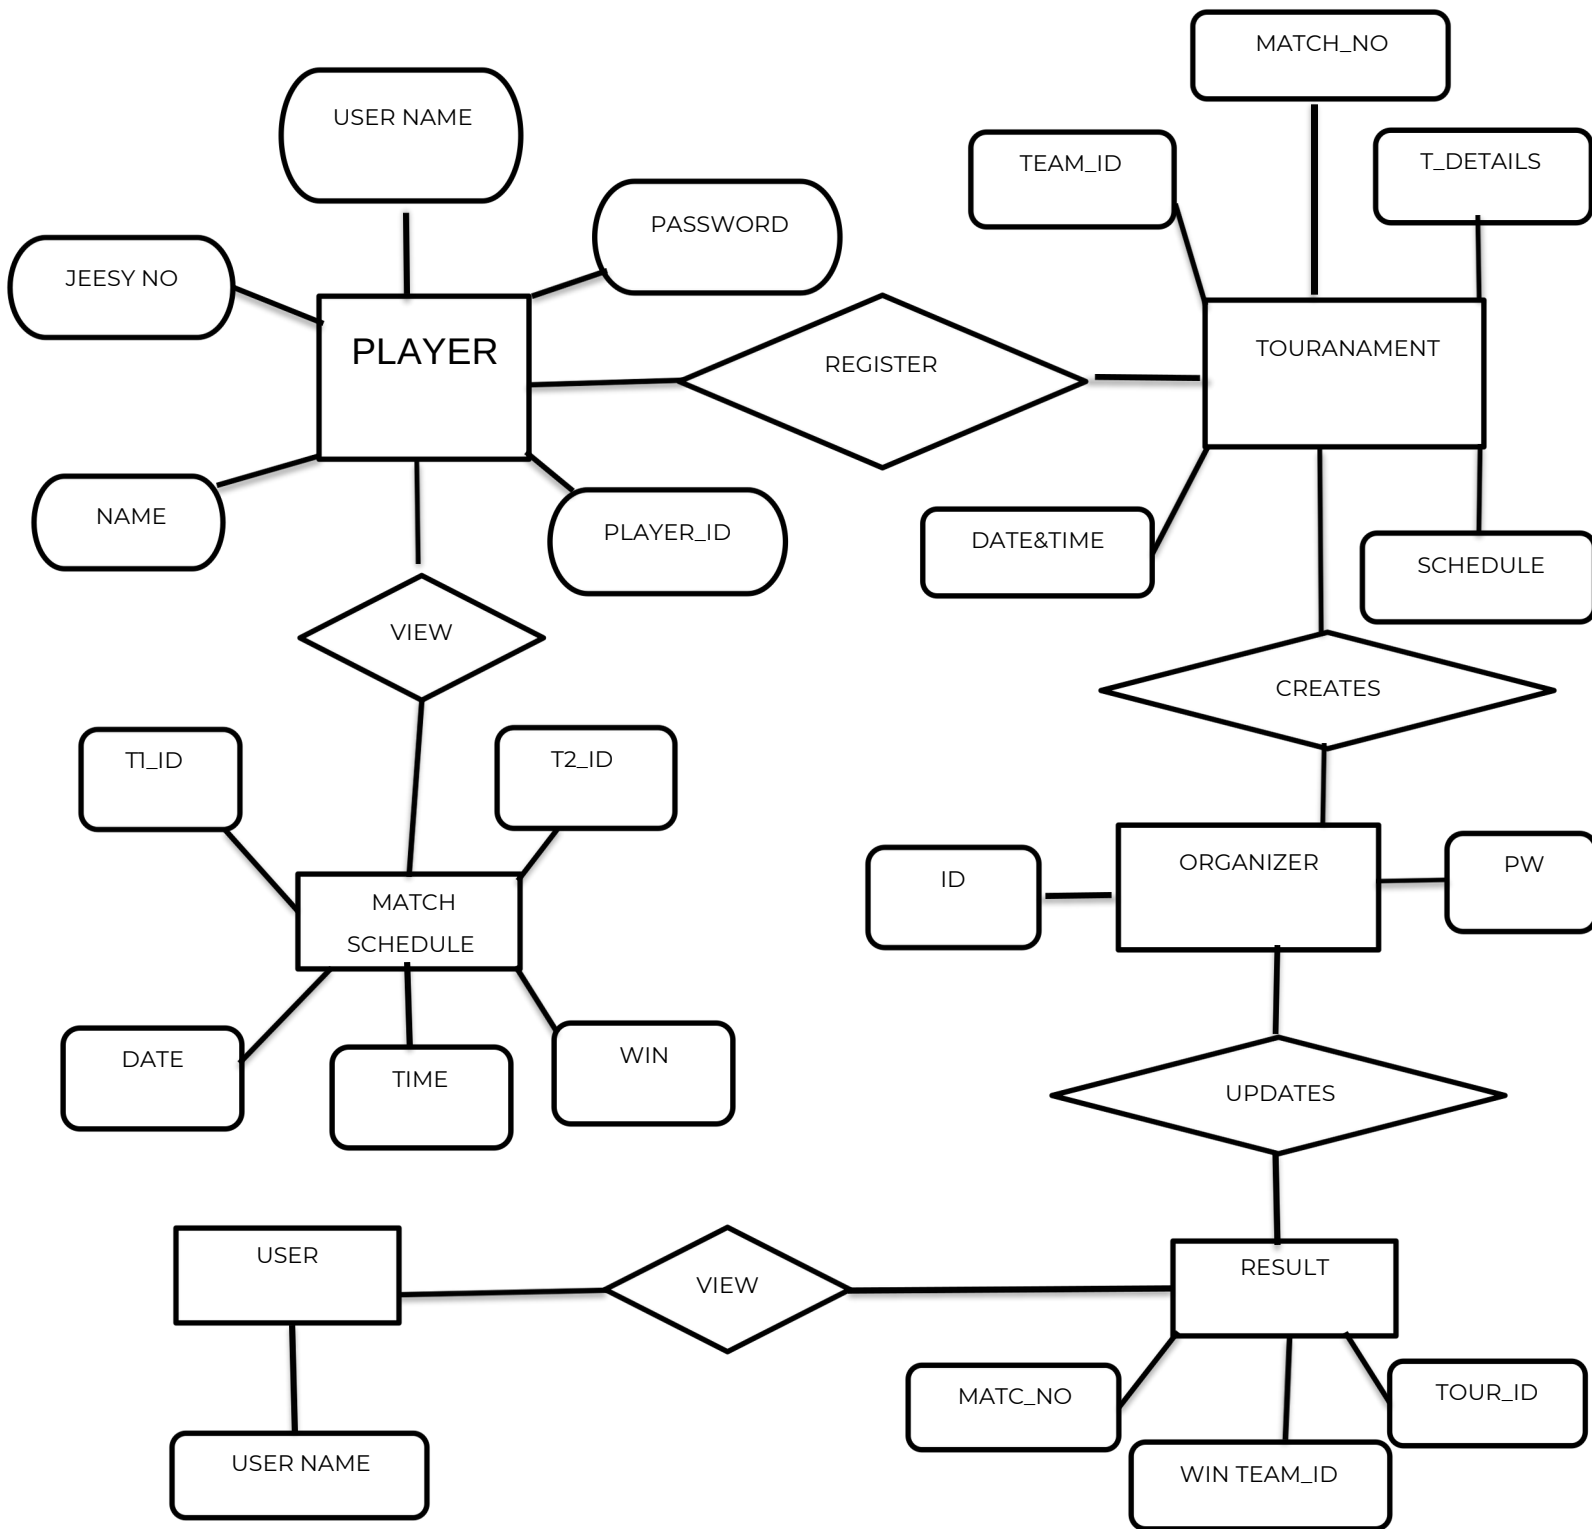 MATCH_NO
USER NAME
TEAM_ID
T_DETAILS
PASSWORD
JEESY NO
PLAYER
REGISTER
TOURANAMENT
NAME
PLAYER_ID
DATE&TIME
SCHEDULE
VIEW
CREATES
T1_ID
T2_ID
ORGANIZER
PW
ID
MATCH
SCHEDULE
DATE
TIME
WIN
UPDATES
USER
VIEW
RESULT
MATC_NO
TOUR_ID
USER NAME
WIN TEAM_ID